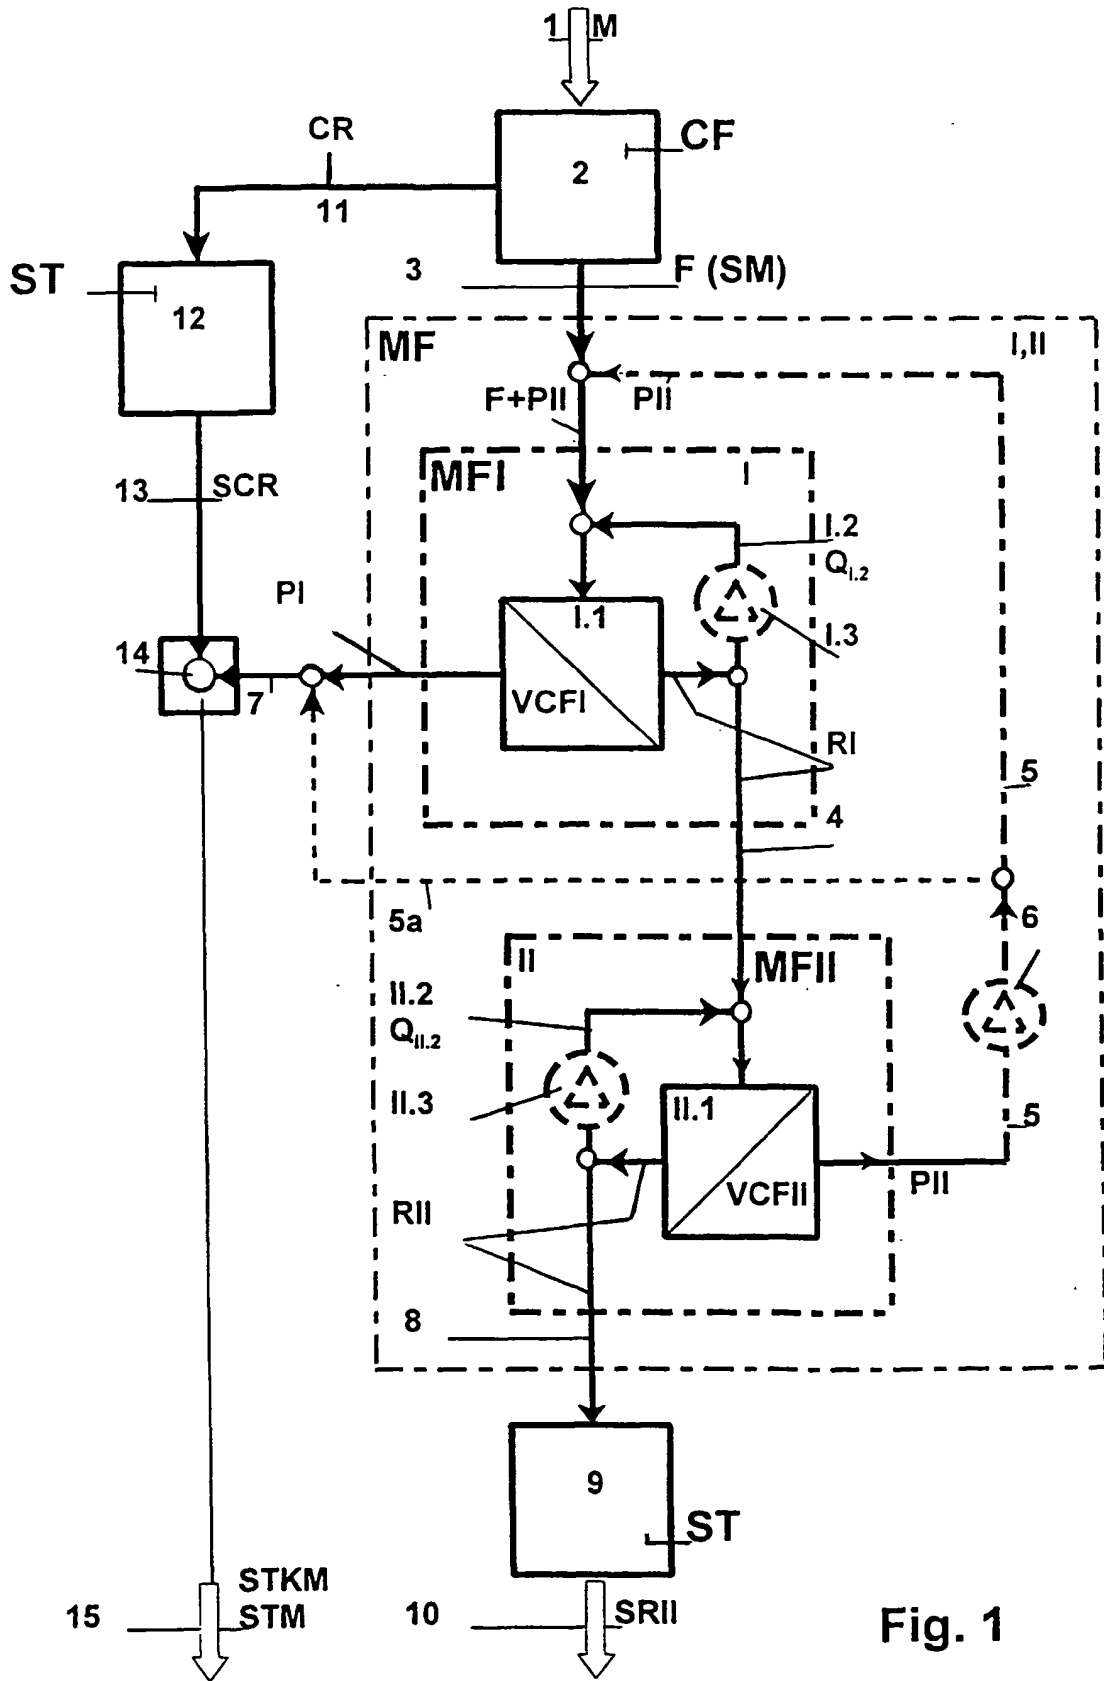 1 M
CR
CF
2
11
3
F (SM)
ST
12
MF
I,II
F+PII
PII
MFI
I
13
SCR
I.2
QI.2
PI
I.1
I.3
14
7
VCFI
RI
5
4
5a
6
II
MFII
II.2
QII.2
II.3
II.1
5
VCFII
PII
RII
8
9
ST
STKM
15
STM
10
SRII
Fig. 1